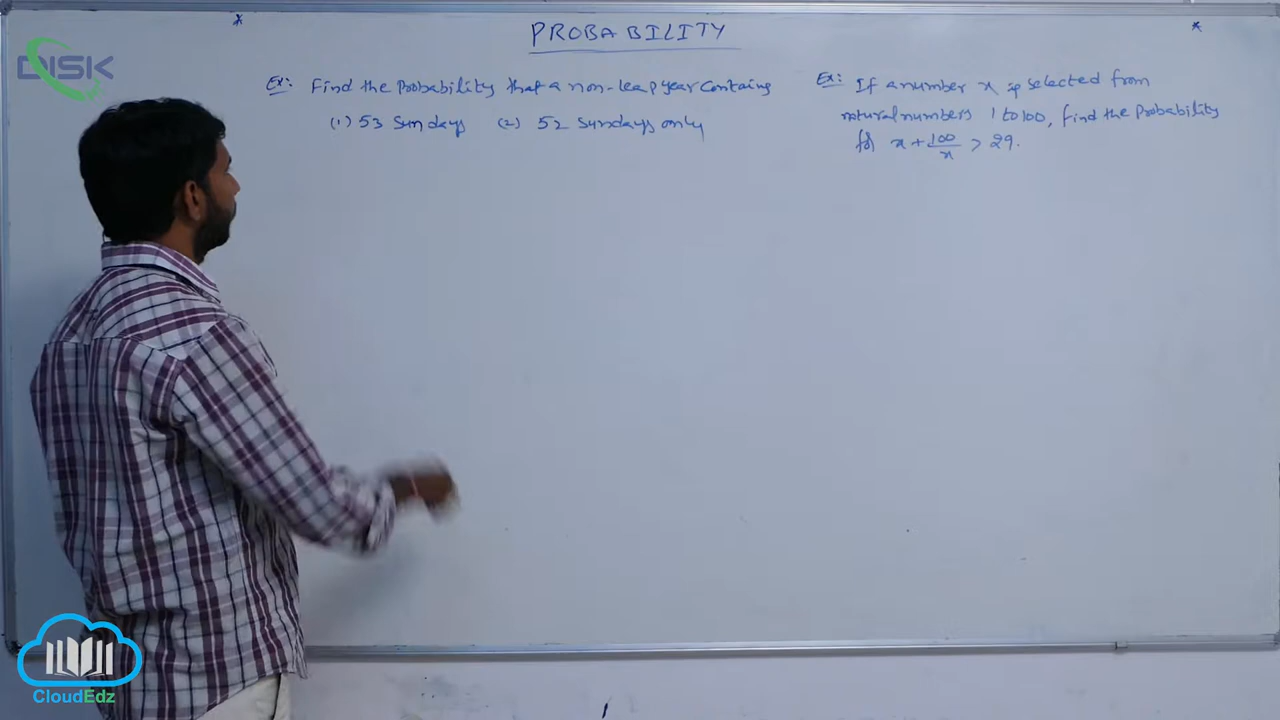 PROBABILITY
DISK
Ex: Find the Probability that a non-leap year contains
(1) 53 Sundays (2) 52 Sundays only
Ex: If a number x is selected from
natural numbers 1 to 100, find the Probability
for x + 100/x > 29.
CloudEdz